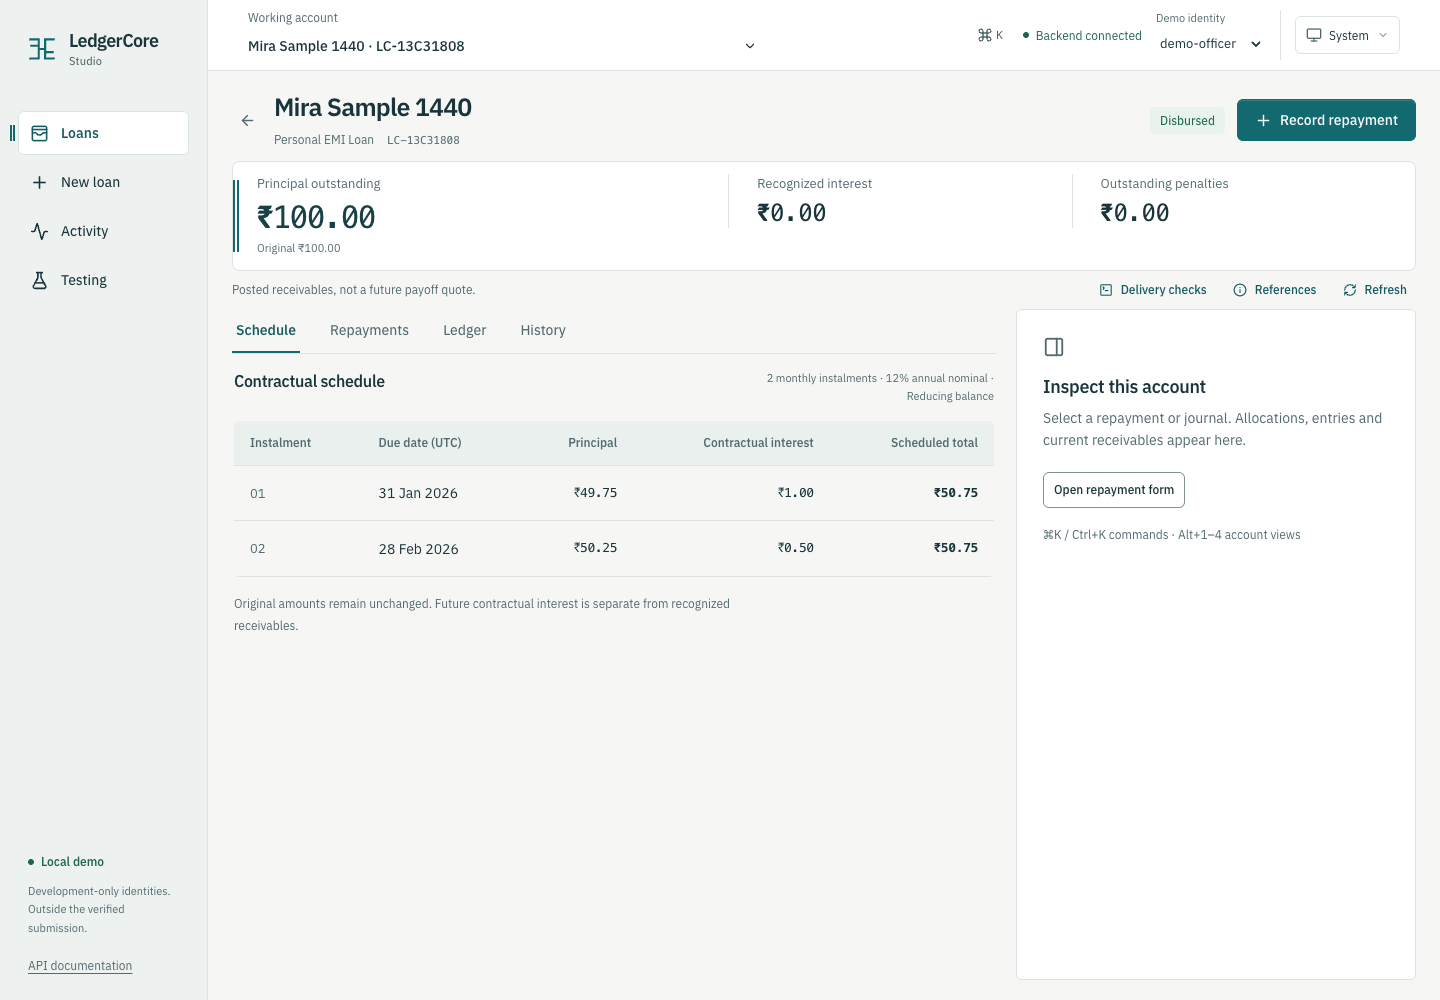 LedgerCore
Studio
Loans
New loan
Activity
Testing
Local demo
Development-only identities.
Outside the verified
submission.
API documentation
Working account
Mira Sample 1440 · LC-13C31808
⌘ K
Backend connected
Demo identity
demo-officer
System
Mira Sample 1440
Personal EMI Loan LC-13C31808
Disbursed
Record repayment
Principal outstanding
₹100.00
Original ₹100.00
Recognized interest
₹0.00
Outstanding penalties
₹0.00
Posted receivables, not a future payoff quote.
Delivery checks
References
Refresh
Schedule Repayments Ledger History
Contractual schedule
2 monthly instalments · 12% annual nominal ·
Reducing balance
Instalment Due date (UTC) Principal Contractual interest Scheduled total
01 31 Jan 2026 ₹49.75 ₹1.00 ₹50.75
02 28 Feb 2026 ₹50.25 ₹0.50 ₹50.75
Original amounts remain unchanged. Future contractual interest is separate from recognized
receivables.
Inspect this account
Select a repayment or journal. Allocations, entries and
current receivables appear here.
Open repayment form
⌘K / Ctrl+K commands · Alt+1–4 account views